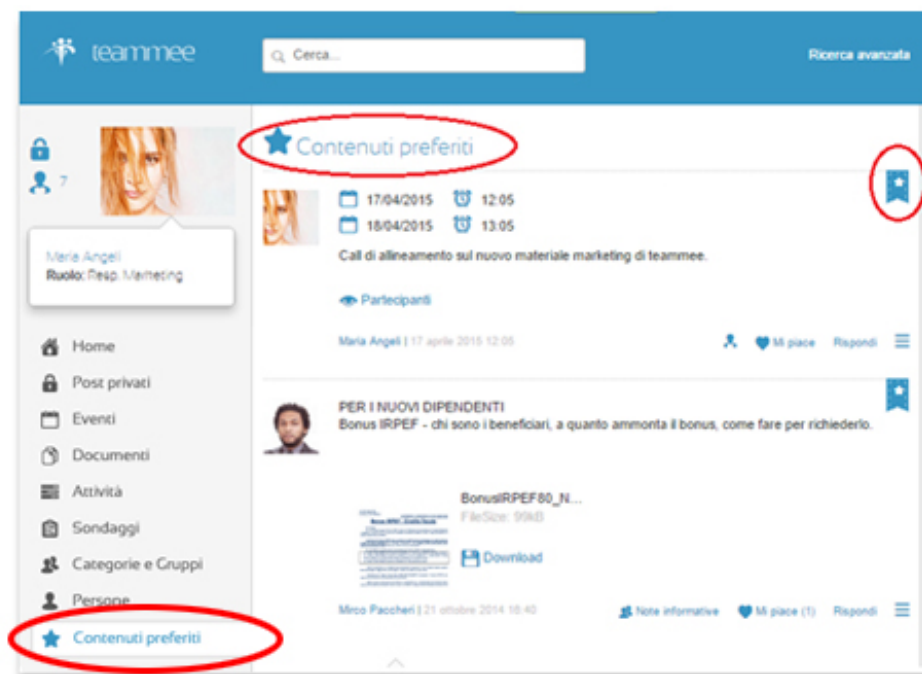 teammee
Cerca...
Ricerca avanzata
7
Maria Angeli
Ruolo: Resp. Marketing
Home
Post privati
Eventi
Documenti
Attività
Sondaggi
Categorie e Gruppi
Persone
Contenuti preferiti
Contenuti preferiti
17/04/2015 12:05
18/04/2015 13:05
Call di allineamento sul nuovo materiale marketing di teammee.
Partecipanti
Maria Angeli | 17 aprile 2015 12:05 Mi piace Rispondi
PER I NUOVI DIPENDENTI
Bonus IRPEF - chi sono i beneficiari, a quanto ammonta il bonus, come fare per richiederlo.
BonusIRPEF80_N...
FileSize: 99kB
Download
Mirco Paccheri | 21 ottobre 2014 16:40 Note informative Mi piace (1) Rispondi